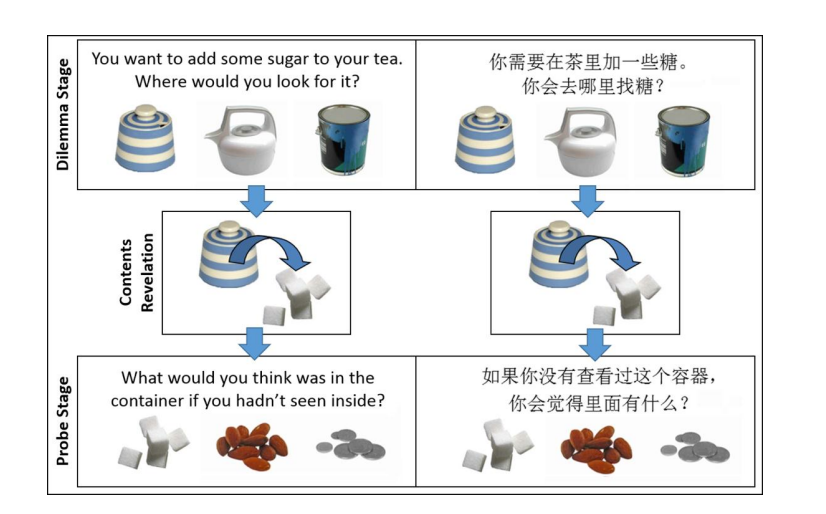 Dilemma Stage
You want to add some sugar to your tea.
Where would you look for it?
你需要在茶里加一些糖。
你会去哪里找糖？
Contents
Revelation
Probe Stage
What would you think was in the
container if you hadn't seen inside?
如果你没有查看过这个容器，
你会觉得里面有什么？